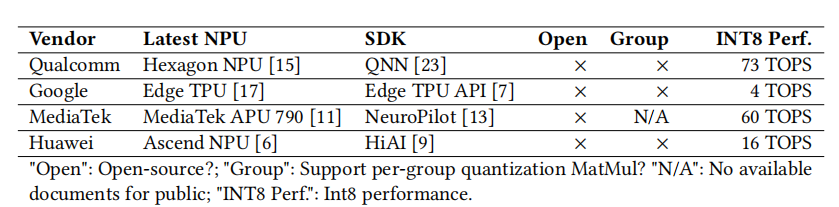 Vendor Latest NPU SDK Open Group INT8 Perf.
Qualcomm Hexagon NPU [15] QNN [23] × × 73 TOPS
Google Edge TPU [17] Edge TPU API [7] × × 4 TOPS
MediaTek MediaTek APU 790 [11] NeuroPilot [13] × N/A 60 TOPS
Huawei Ascend NPU [6] HiAI [9] × × 16 TOPS
"Open": Open-source?; "Group": Support per-group quantization MatMul? "N/A": No available
documents for public; "INT8 Perf.": Int8 performance.